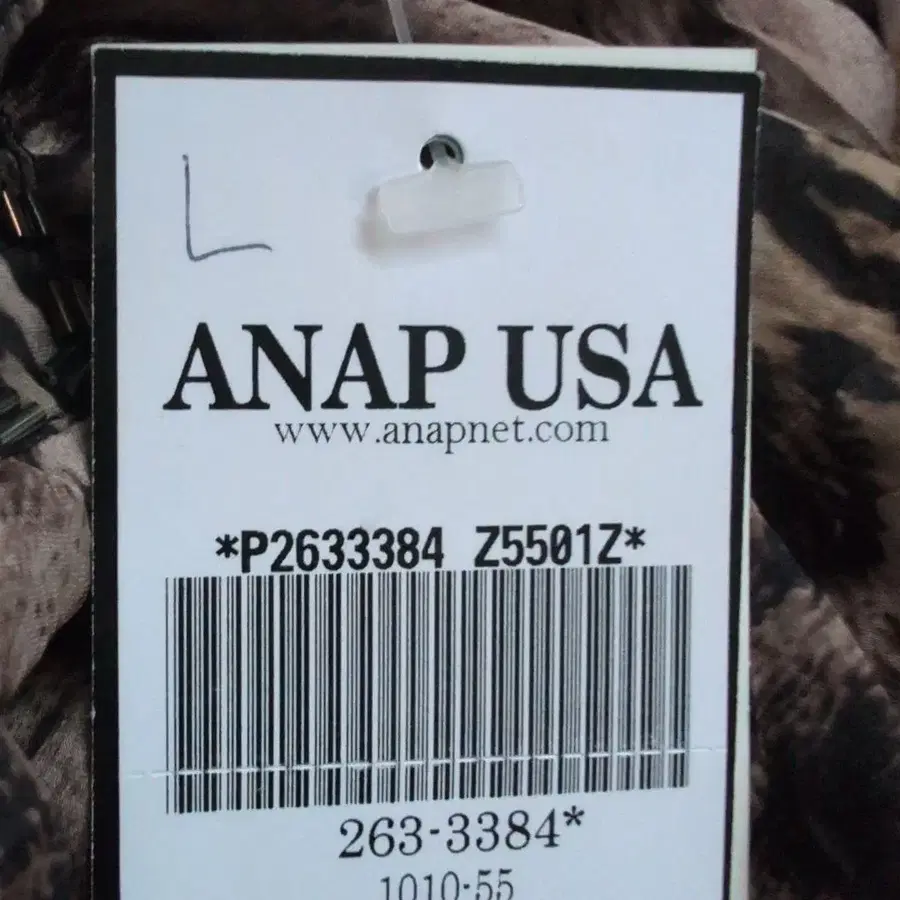 L
ANAP USA
www.anapnet.com
*P2633384 Z5501Z*
263-3384*
1010-55